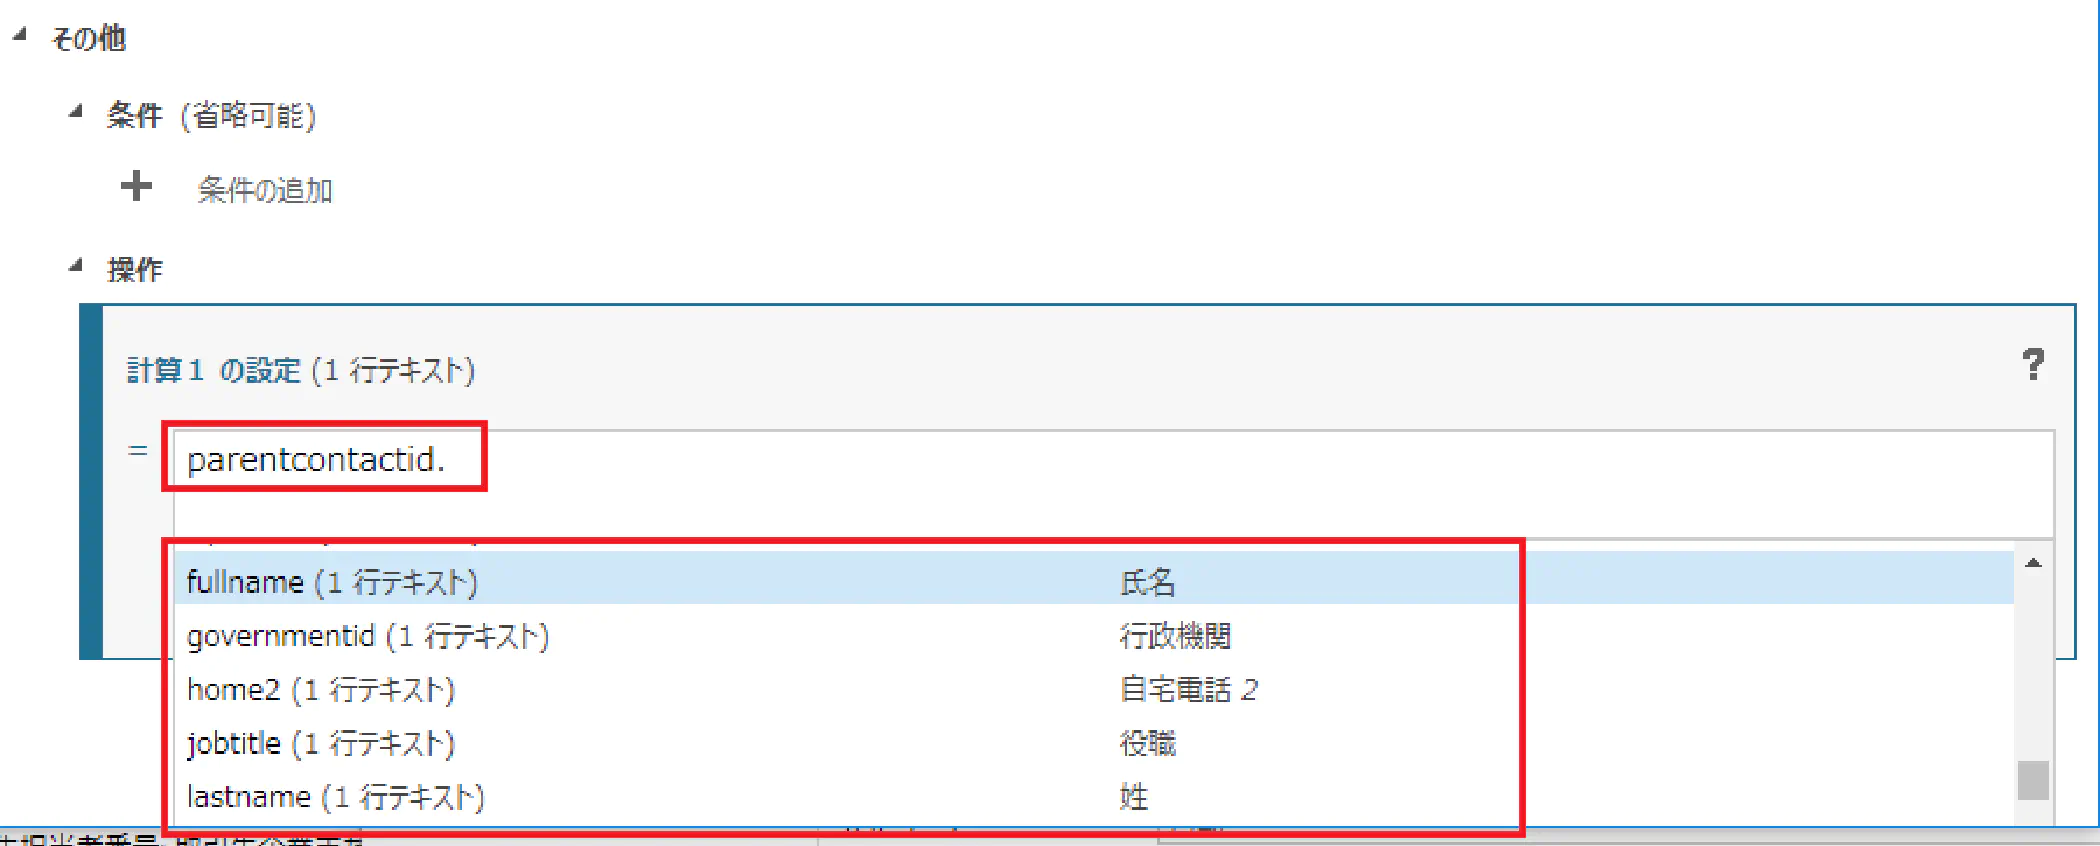 その他
条件 (省略可能)
条件の追加
操作
計算１ の設定 (1 行テキスト)
?
= parentcontactid.
fullname (1 行テキスト) 氏名
governmentid (1 行テキスト) 行政機関
home2 (1 行テキスト) 自宅電話 2
jobtitle (1 行テキスト) 役職
lastname (1 行テキスト) 姓